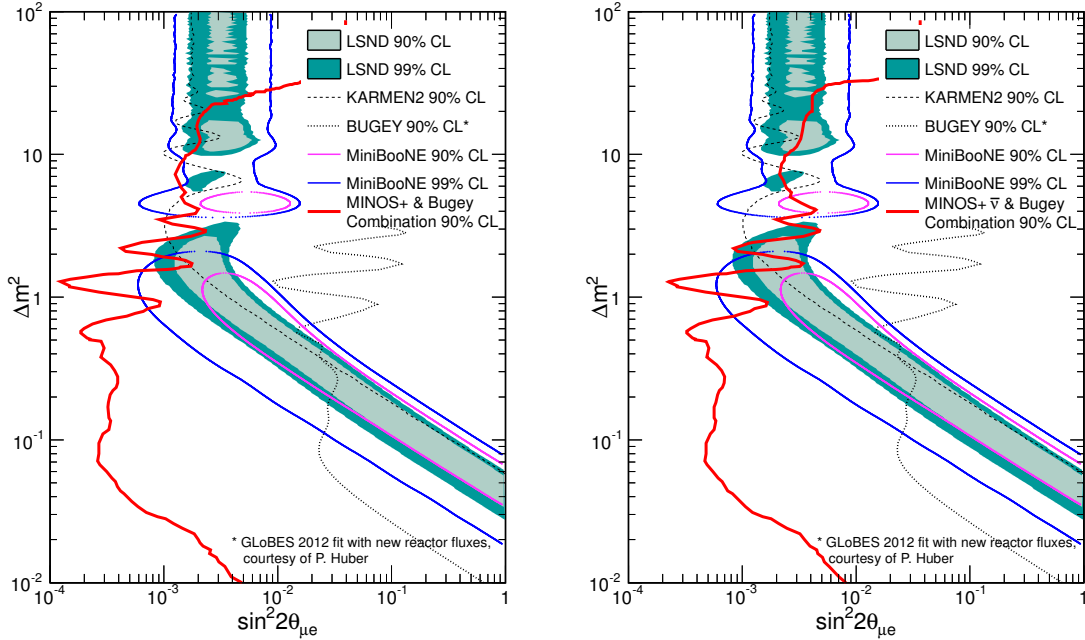 10²
10
1
10⁻¹
10⁻²
Δm²
LSND 90% CL
LSND 99% CL
KARMEN2 90% CL
BUGEY 90% CL*
MiniBooNE 90% CL
MiniBooNE 99% CL
MINOS+ & Bugey
Combination 90% CL
* GLoBES 2012 fit with new reactor fluxes,
courtesy of P. Huber
10⁻⁴
10⁻³
10⁻²
10⁻¹
1
sin²2θμe
10²
10
1
10⁻¹
10⁻²
Δm²
LSND 90% CL
LSND 99% CL
KARMEN2 90% CL
BUGEY 90% CL*
MiniBooNE 90% CL
MiniBooNE 99% CL
MINOS+ ν̅ & Bugey
Combination 90% CL
* GLoBES 2012 fit with new reactor fluxes,
courtesy of P. Huber
10⁻⁴
10⁻³
10⁻²
10⁻¹
1
sin²2θμe